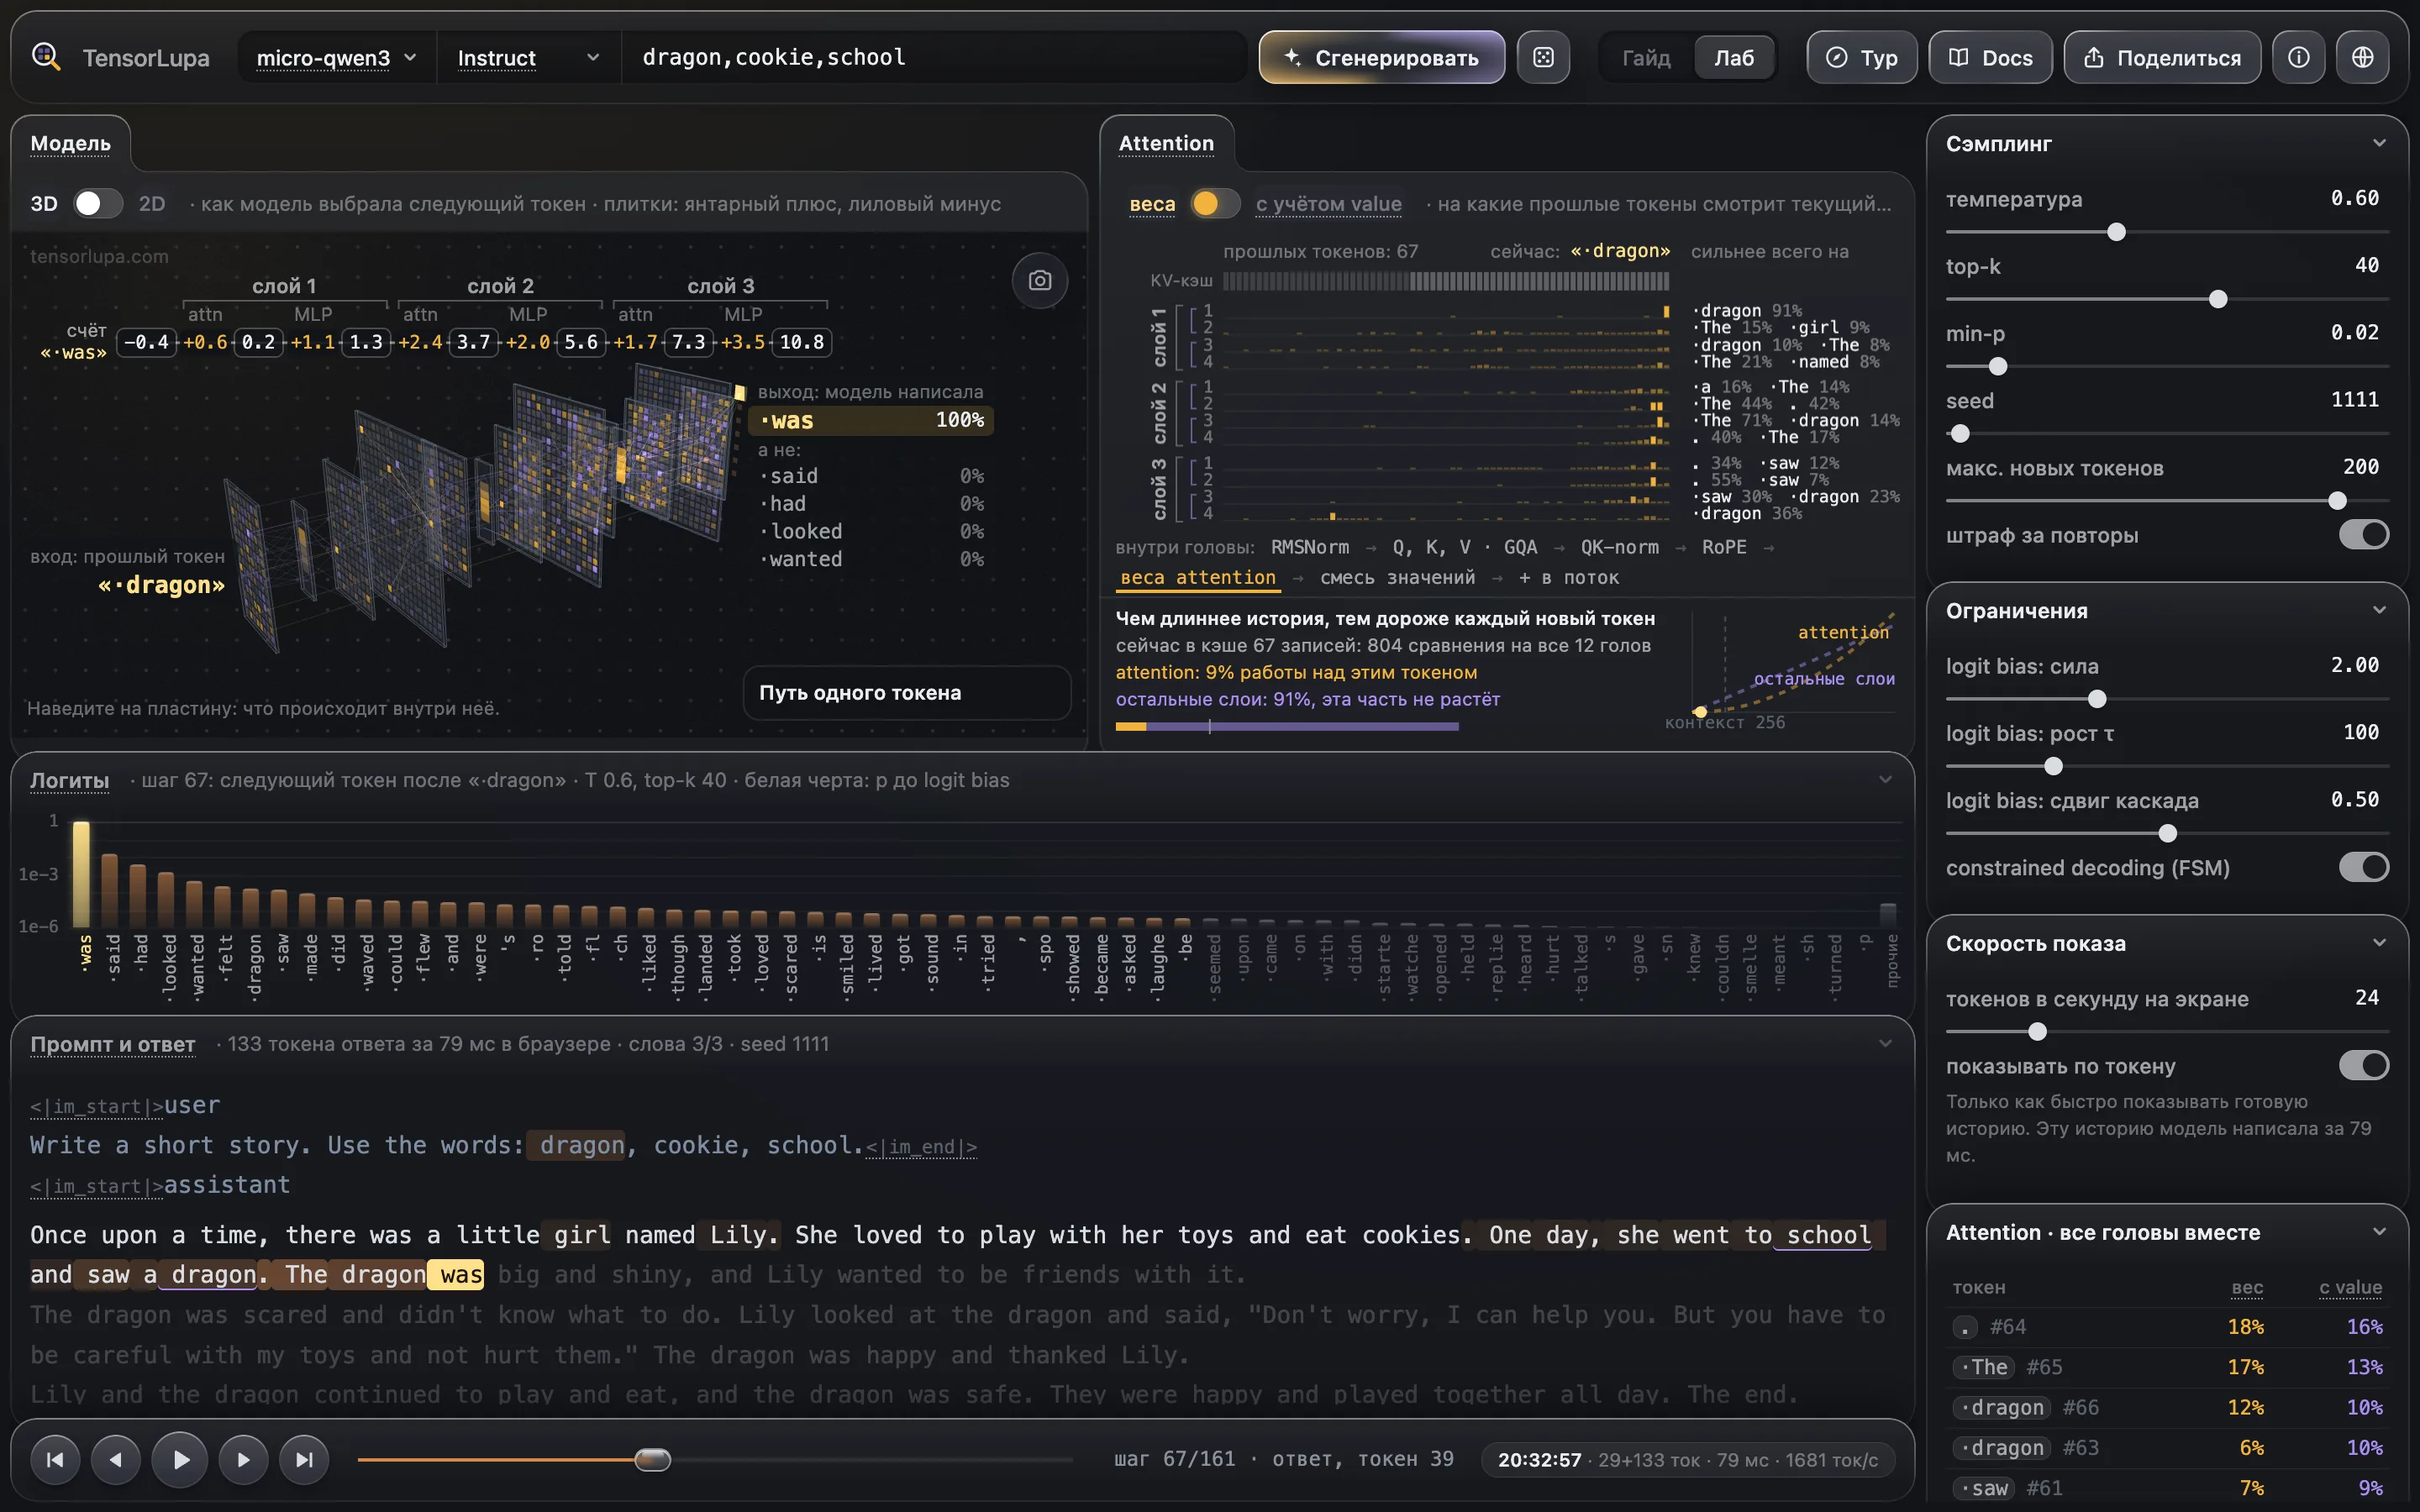 TensorLupa
micro-qwen3
Instruct
dragon,cookie,school
Сгенерировать
Гайд
Лаб
Тур
Docs
Поделиться
Модель
3D 2D · как модель выбрала следующий токен · плитки: янтарный плюс, лиловый минус
tensorlupa.com
слой 1 слой 2 слой 3
attn MLP attn MLP attn MLP
счёт
«·was» −0.4 +0.6 0.2 +1.1 1.3 +2.4 3.7 +2.0 5.6 +1.7 7.3 +3.5 10.8
выход: модель написала
·was 100%
а не:
·said 0%
·had 0%
·looked 0%
·wanted 0%
вход: прошлый токен
«·dragon»
Путь одного токена
Наведите на пластину: что происходит внутри неё.
Attention
веса с учётом value · на какие прошлые токены смотрит текущий...
прошлых токенов: 67 сейчас: «·dragon» сильнее всего на
KV-кэш
слой 1
1 ·dragon 91%
2 ·The 15% ·girl 9%
3 ·dragon 10% ·The 8%
4 ·The 21% ·named 8%
слой 2
1 ·a 16% ·The 14%
2 ·The 44% . 42%
3 ·The 71% ·dragon 14%
4 . 40% ·The 17%
слой 3
1 . 34% ·saw 12%
2 . 55% ·saw 7%
3 ·saw 30% ·dragon 23%
4 ·dragon 36%
внутри головы: RMSNorm → Q, K, V · GQA → QK-norm → RoPE →
веса attention → смесь значений → + в поток
Чем длиннее история, тем дороже каждый новый токен
сейчас в кэше 67 записей: 804 сравнения на все 12 голов
attention: 9% работы над этим токеном
остальные слои: 91%, эта часть не растёт
attention
остальные слои
контекст 256
Логиты · шаг 67: следующий токен после «·dragon» · T 0.6, top-k 40 · белая черта: p до logit bias
1
1e−3
1e−6
·was ·said ·had ·looked ·wanted ·felt ·dragon ·saw ·made ·did ·waved ·could ·flew ·and ·were 's ·ro ·told ·fl ·ch ·liked ·though ·landed ·took ·loved ·scared ·is ·smiled ·lived ·got ·sound ·in ·tried , ·spo ·showed ·became ·asked ·laughe ·be ·seemed ·upon ·came ·on ·with ·didn ·starte ·watche ·opened ·held ·replie ·heard ·hurt ·talked ·s ·gave ·sn ·knew ·couldn ·smelle ·meant ·sh ·turned ·p прочие
Промпт и ответ · 133 токена ответа за 79 мс в браузере · слова 3/3 · seed 1111
<|im_start|>user
Write a short story. Use the words: dragon, cookie, school.<|im_end|>
<|im_start|>assistant
Once upon a time, there was a little girl named Lily. She loved to play with her toys and eat cookies. One day, she went to school
and saw a dragon. The dragon was big and shiny, and Lily wanted to be friends with it.
The dragon was scared and didn't know what to do. Lily looked at the dragon and said, "Don't worry, I can help you. But you have to
be careful with my toys and not hurt them." The dragon was happy and thanked Lily.
Lily and the dragon continued to play and eat, and the dragon was safe. They were happy and played together all day. The end.
шаг 67/161 · ответ, токен 39
20:32:57 · 29+133 ток · 79 мс · 1681 ток/с
Сэмплинг
температура 0.60
top-k 40
min-p 0.02
seed 1111
макс. новых токенов 200
штраф за повторы
Ограничения
logit bias: сила 2.00
logit bias: рост τ 100
logit bias: сдвиг каскада 0.50
constrained decoding (FSM)
Скорость показа
токенов в секунду на экране 24
показывать по токену
Только как быстро показывать готовую
историю. Эту историю модель написала за 79
мс.
Attention · все головы вместе
токен вес с value
. #64 18% 16%
·The #65 17% 13%
·dragon #66 12% 10%
·dragon #63 6% 10%
·saw #61 7% 9%